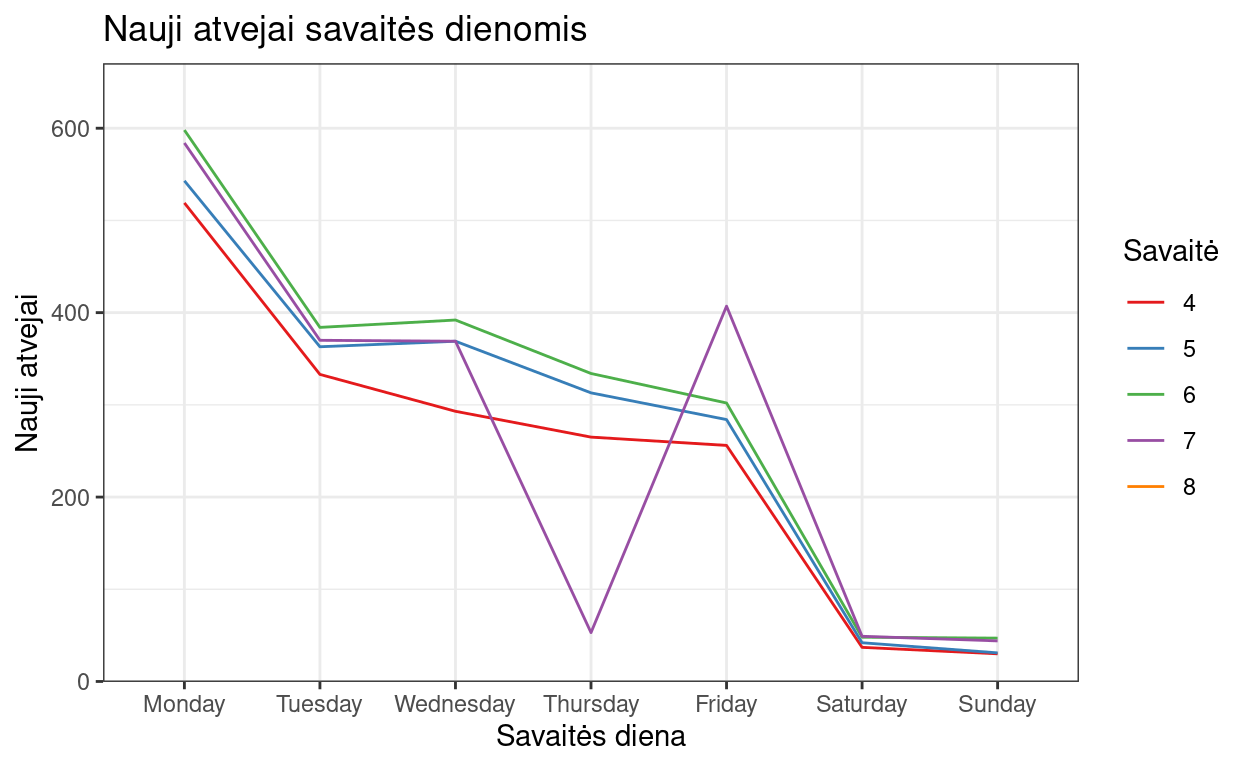 Nauji atvejai savaitės dienomis
Nauji atvejai
600
400
200
0
Monday Tuesday Wednesday Thursday Friday Saturday Sunday
Savaitės diena
Savaitė
4
5
6
7
8